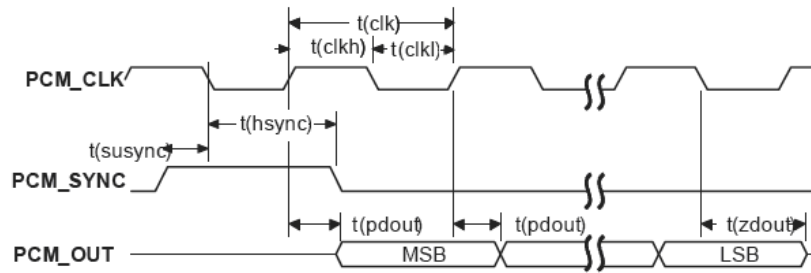 t(clk)
t(clkh) t(clkl)
PCM_CLK
t(hsync)
t(susync)
PCM_SYNC
t(pdout) t(pdout) t(zdout)
PCM_OUT MSB LSB